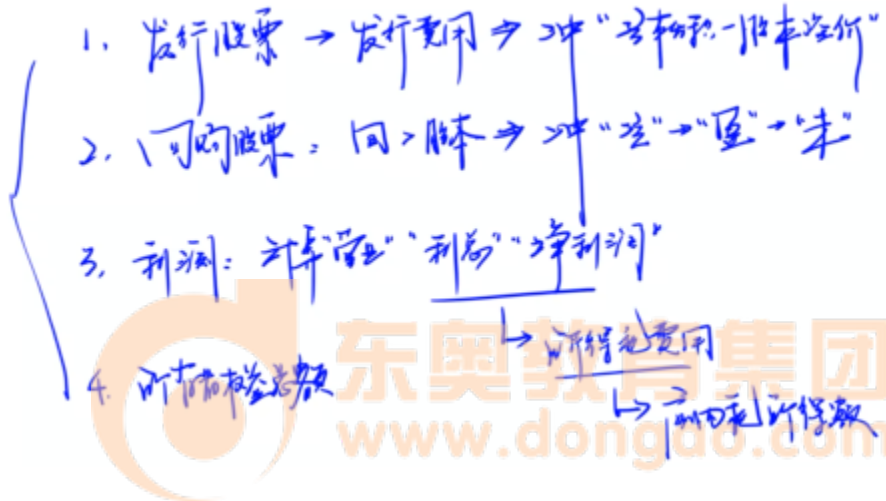 1. 发行股票 → 发行费用 ⇒ 冲“资本公积—股本溢价”
2. 回购股票：回>股本 ⇒ 冲“溢”→“盈”→“未”
3. 利润：计算“营业”“利总”“净利润”
↳ 所得税费用
4. 所有者权益总额
↳ 应纳税所得额
东奥教育集团
www.dongao.com